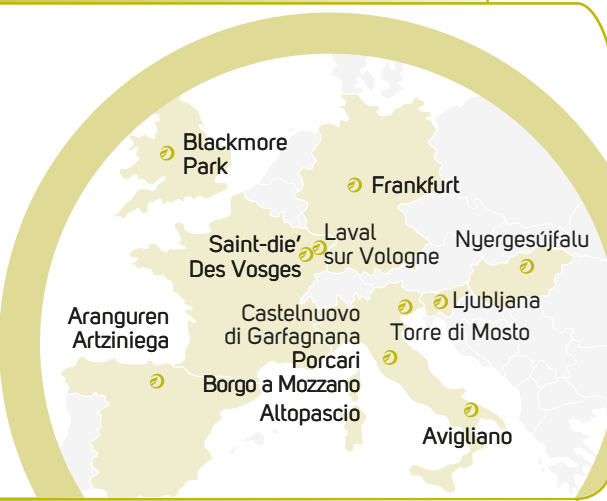 Blackmore
Park
Frankfurt
Saint-die'
Des Vosges
Laval
sur Vologne
Nyergesújfalu
Aranguren
Artziniega
Castelnuovo
di Garfagnana
Porcari
Borgo a Mozzano
Altopascio
Ljubljana
Torre di Mosto
Avigliano